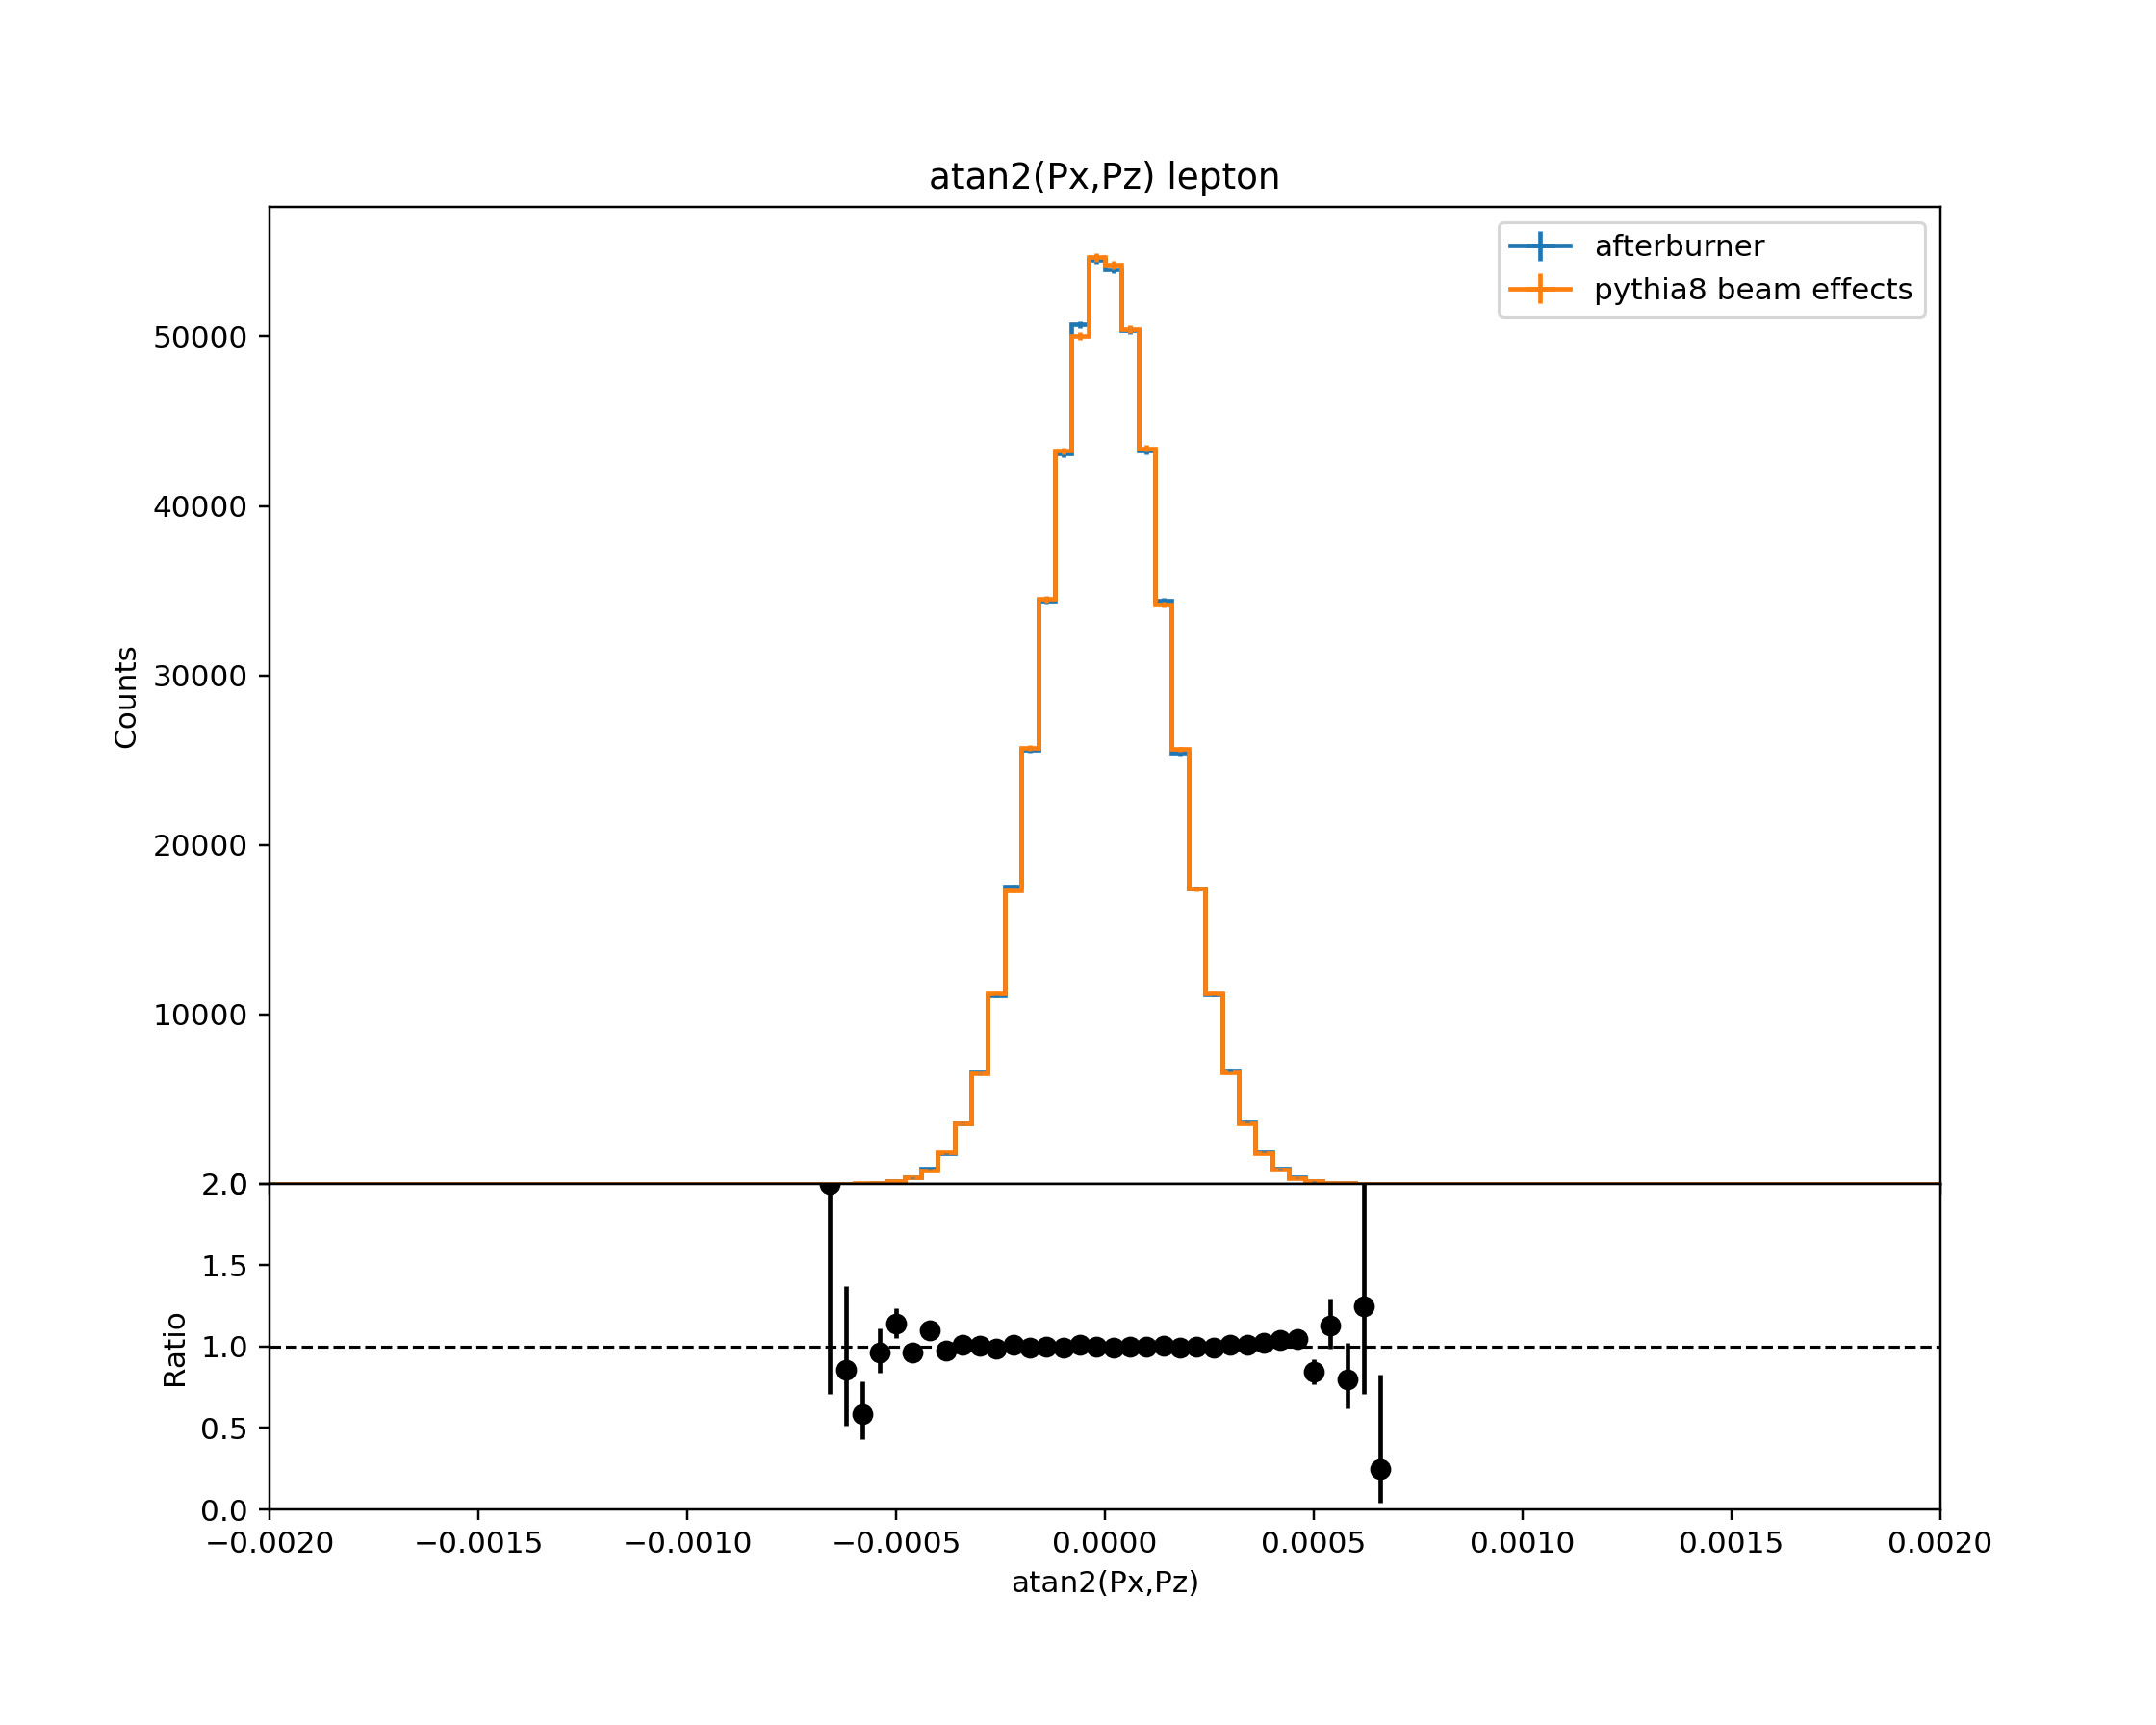 atan2(Px,Pz) lepton
afterburner
pythia8 beam effects
50000
40000
30000
20000
10000
Counts
2.0
1.5
1.0
0.5
0.0
Ratio
−0.0020 −0.0015 −0.0010 −0.0005 0.0000 0.0005 0.0010 0.0015 0.0020
atan2(Px,Pz)